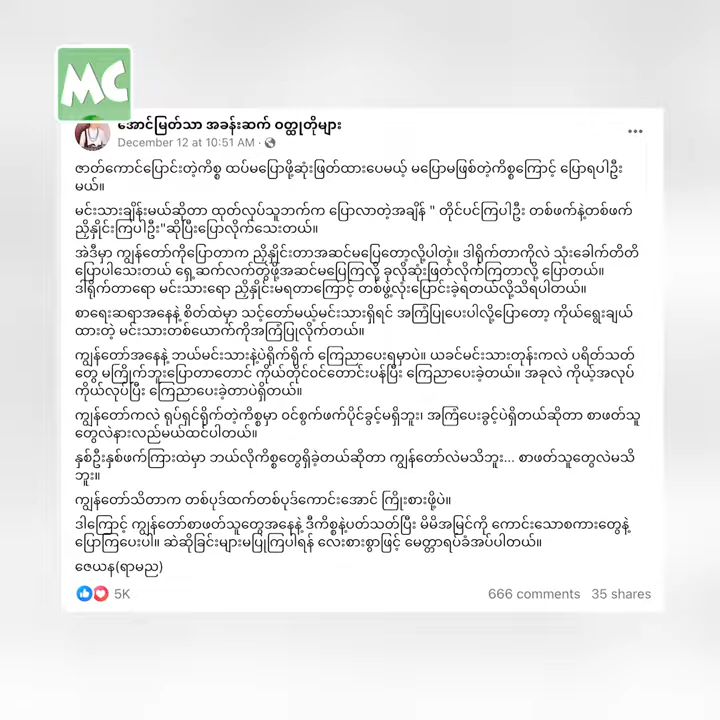 MC
အောင်မြတ်သာ အခန်းဆက် ဝတ္ထုတိုများ
December 12 at 10:51 AM ·
ဇာတ်ကောင်ပြောင်းတဲ့ကိစ္စ ထပ်မပြောဖို့ဆုံးဖြတ်ထားပေမယ့် မပြောမဖြစ်တဲ့ကိစ္စကြောင့် ပြောရပါဦး
မယ်။
မင်းသားချိန်းမယ်ဆိုတာ ထုတ်လုပ်သူဘက်က ပြောလာတဲ့အချိန် " တိုင်ပင်ကြပါဦး တစ်ဖက်နဲ့တစ်ဖက်
ညှိနှိုင်းကြပါဦး"ဆိုပြီးပြောလိုက်သေးတယ်။
အဲဒီမှာ ကျွန်တော့်ကိုပြောတာက ညှိနှိုင်းတာအဆင်မပြေတော့လို့ပါတဲ့။ ဒါရိုက်တာကိုလဲ သုံးခေါက်တိတိ
ပြောပါသေးတယ် ရှေ့ဆက်လက်တွဲဖို့အဆင်မပြေကြလို့ ခုလိုဆုံးဖြတ်လိုက်ကြတာလို့ ပြောတယ်။
ဒါရိုက်တာရော မင်းသားရော ညှိနှိုင်းမရတာကြောင့် တစ်ဖွဲ့လုံးပြောင်းခဲ့ရတယ်လို့သိရပါတယ်။
စာရေးဆရာအနေနဲ့ စိတ်ထဲမှာ သင့်တော်မယ့်မင်းသားရှိရင် အကြံပြုပေးပါလို့ပြောတော့ ကိုယ်ရွေးချယ်
ထားတဲ့ မင်းသားတစ်ယောက်ကိုအကြံပြုလိုက်တယ်။
ကျွန်တော်အနေနဲ့ ဘယ်မင်းသားနဲ့ပဲရိုက်ရိုက် ကြေညာပေးရမှာပဲ။ ယခင်မင်းသားတုန်းကလဲ ပရိတ်သတ်
တွေ မကြိုက်ဘူးပြောတာတောင် ကိုယ်တိုင်ဝင်တောင်းပန်ပြီး ကြေညာပေးခဲ့တယ်။ အခုလဲ ကိုယ့်အလုပ်
ကိုယ်လုပ်ပြီး ကြေညာပေးခဲ့တာပဲရှိတယ်။
ကျွန်တော်ကလဲ ရုပ်ရှင်ရိုက်တဲ့ကိစ္စမှာ ဝင်စွက်ဖက်ပိုင်ခွင့်မရှိဘူး၊ အကြံပေးခွင့်ပဲရှိတယ်ဆိုတာ စာဖတ်သူ
တွေလဲနားလည်မယ်ထင်ပါတယ်။
နှစ်ဦးနှစ်ဖက်ကြားထဲမှာ ဘယ်လိုကိစ္စတွေရှိခဲ့တယ်ဆိုတာ ကျွန်တော်လဲမသိဘူး... စာဖတ်သူတွေလဲမသိ
ဘူး။
ကျွန်တော်သိတာက တစ်ပုဒ်ထက်တစ်ပုဒ်ကောင်းအောင် ကြိုးစားဖို့ပဲ။
ဒါကြောင့် ကျွန်တော့်စာဖတ်သူတွေအနေနဲ့ ဒီကိစ္စနဲ့ပတ်သတ်ပြီး မိမိအမြင်ကို ကောင်းသောစကားတွေနဲ့
ပြောကြပေးပါ။ ဆဲဆိုခြင်းများမပြုကြပါရန် လေးစားစွာဖြင့် မေတ္တာရပ်ခံအပ်ပါတယ်။
ဇေယန(ရာမည)
5K
666 comments 35 shares